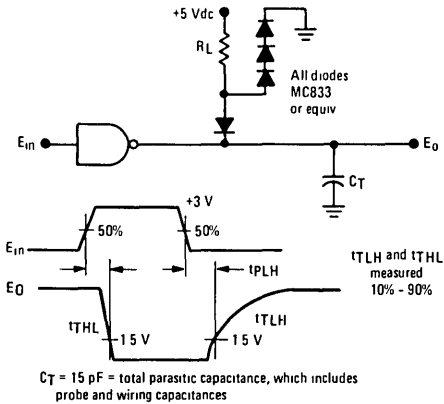 +5 Vdc
RL
All diodes
MC833
or equiv
Ein
Eo
CT
+3 V
50%
50%
Ein
tPLH
tTLH and tTHL
measured
10% - 90%
EO
tTHL
1 5 V
tTLH
1 5 V
CT = 15 pF = total parasitic capacitance, which includes
probe and wiring capacitances